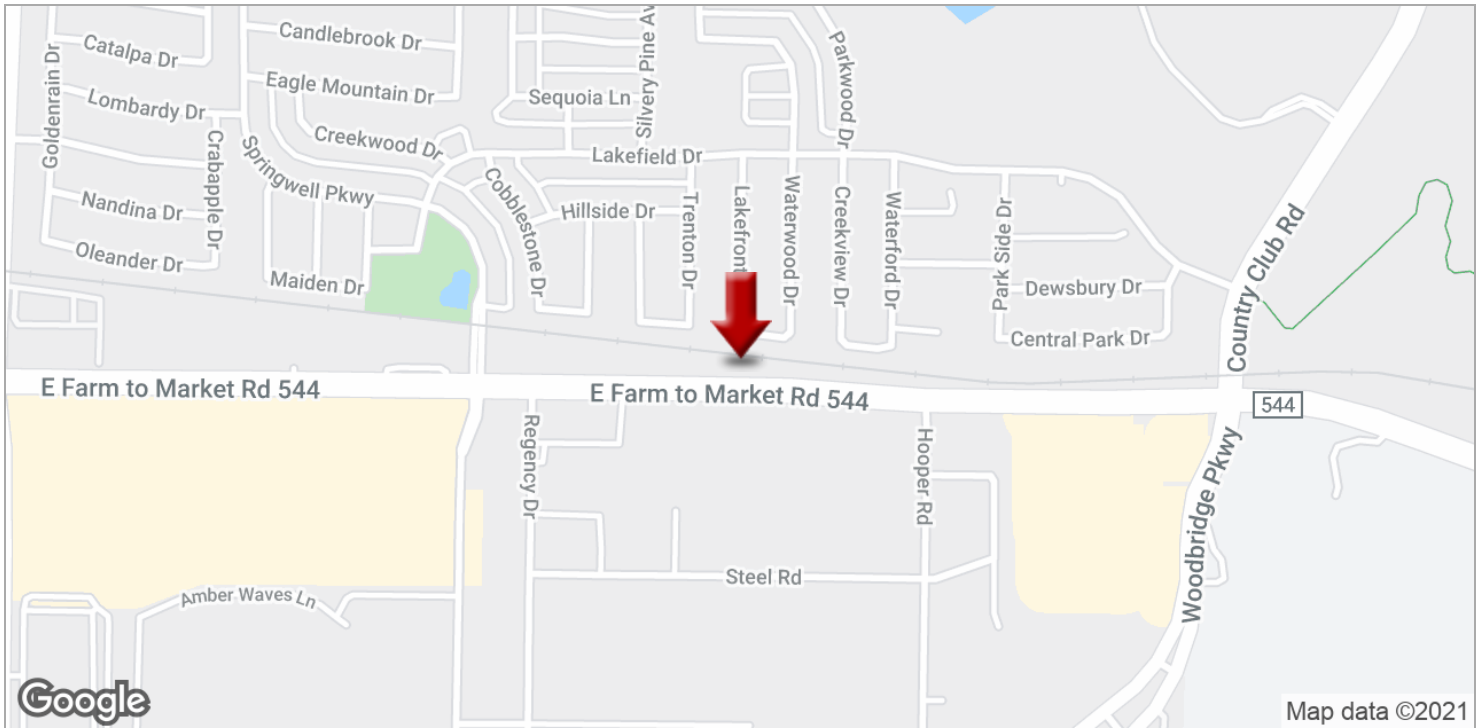 Candlebrook Dr
Catalpa Dr
Goldenrain Dr
Eagle Mountain Dr
Lombardy Dr
Sequoia Ln
Silvery Pine Av
Parkwood Dr
Creekwood Dr
Crabapple Dr
Springwell Pkwy
Lakefield Dr
Cobblestone Dr
Hillside Dr
Trenton Dr
Lakefront
Waterwood Dr
Creekview Dr
Waterford Dr
Park Side Dr
Nandina Dr
Oleander Dr
Maiden Dr
Dewsbury Dr
Central Park Dr
Country Club Rd
E Farm to Market Rd 544
E Farm to Market Rd 544
544
Regency Dr
Hooper Rd
Woodbridge Pkwy
Steel Rd
Amber Waves Ln
Google
Map data ©2021